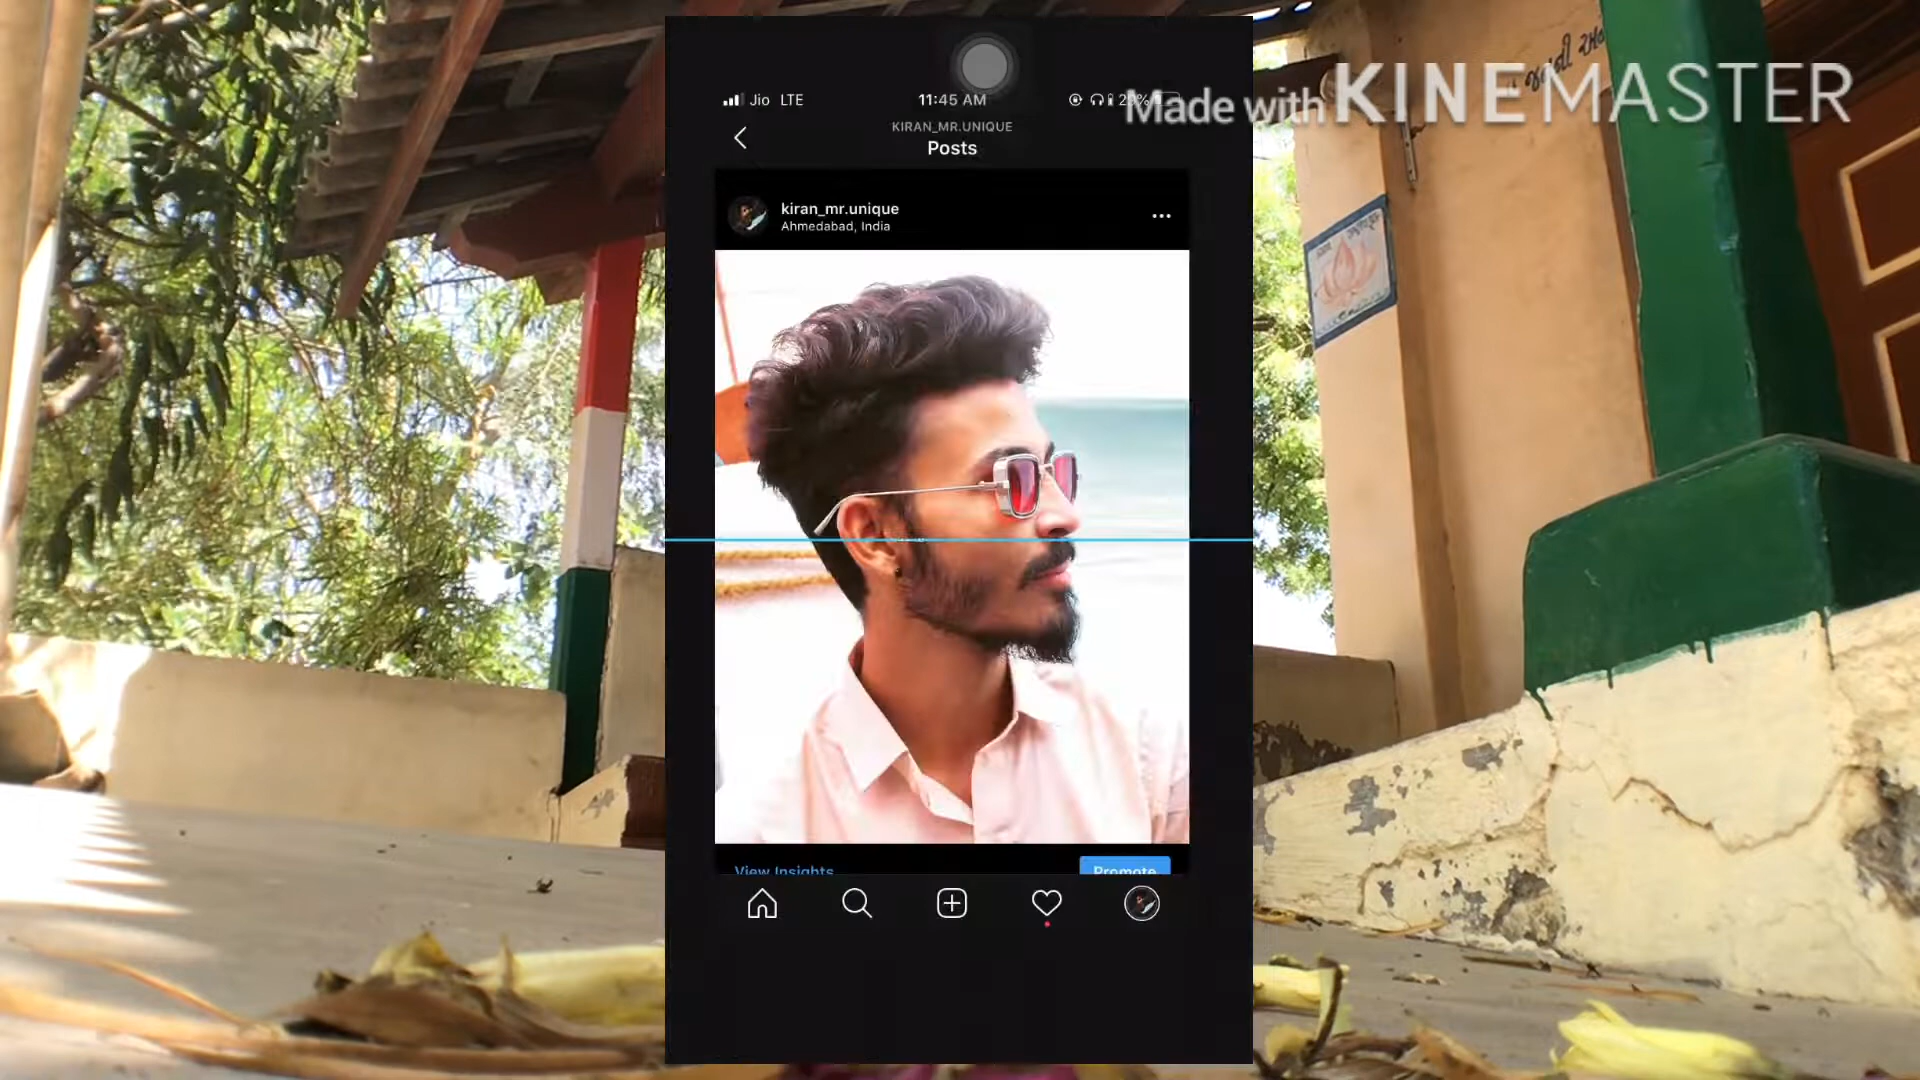 Jio LTE
11:45 AM
Made with KINEMASTER
KIRAN_MR.UNIQUE
Posts
kiran_mr.unique
Ahmedabad, India
View Insights
Promote